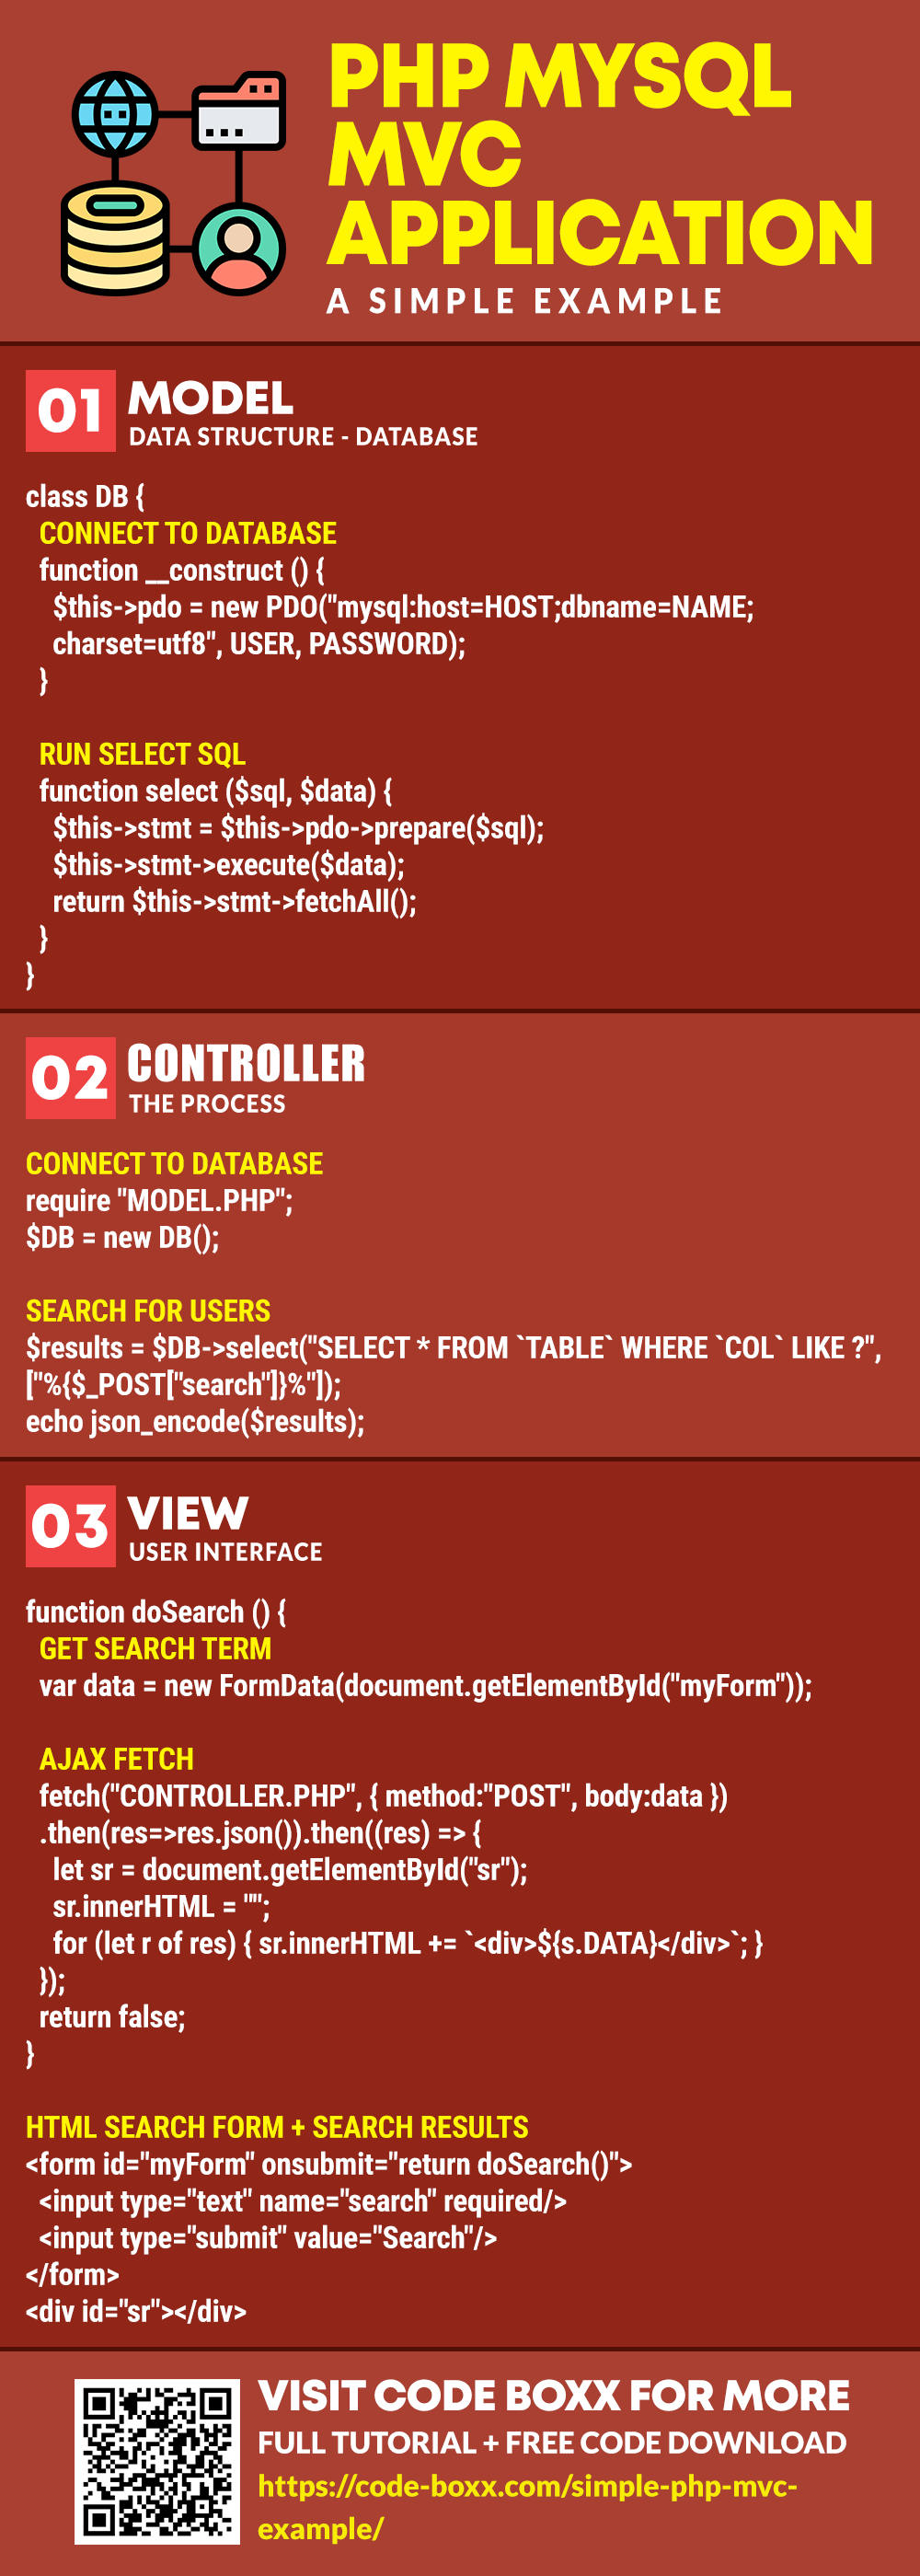 PHP MYSQL
MVC
APPLICATION
A SIMPLE EXAMPLE
01
MODEL
DATA STRUCTURE - DATABASE
class DB {
CONNECT TO DATABASE
function __construct () {
$this->pdo = new PDO("mysql:host=HOST;dbname=NAME;
charset=utf8", USER, PASSWORD);
}
RUN SELECT SQL
function select ($sql, $data) {
$this->stmt = $this->pdo->prepare($sql);
$this->stmt->execute($data);
return $this->stmt->fetchAll();
}
}
02
CONTROLLER
THE PROCESS
CONNECT TO DATABASE
require "MODEL.PHP";
$DB = new DB();
SEARCH FOR USERS
$results = $DB->select("SELECT * FROM `TABLE` WHERE `COL` LIKE ?",
["%{$_POST["search"]}%"]);
echo json_encode($results);
03
VIEW
USER INTERFACE
function doSearch () {
GET SEARCH TERM
var data = new FormData(document.getElementById("myForm"));
AJAX FETCH
fetch("CONTROLLER.PHP", { method:"POST", body:data })
.then(res=>res.json()).then((res) => {
let sr = document.getElementById("sr");
sr.innerHTML = "";
for (let r of res) { sr.innerHTML += `<div>${s.DATA}</div>`; }
});
return false;
}
HTML SEARCH FORM + SEARCH RESULTS
<form id="myForm" onsubmit="return doSearch()">
<input type="text" name="search" required/>
<input type="submit" value="Search"/>
</form>
<div id="sr"></div>
VISIT CODE BOXX FOR MORE
FULL TUTORIAL + FREE CODE DOWNLOAD
https://code-boxx.com/simple-php-mvc-
example/